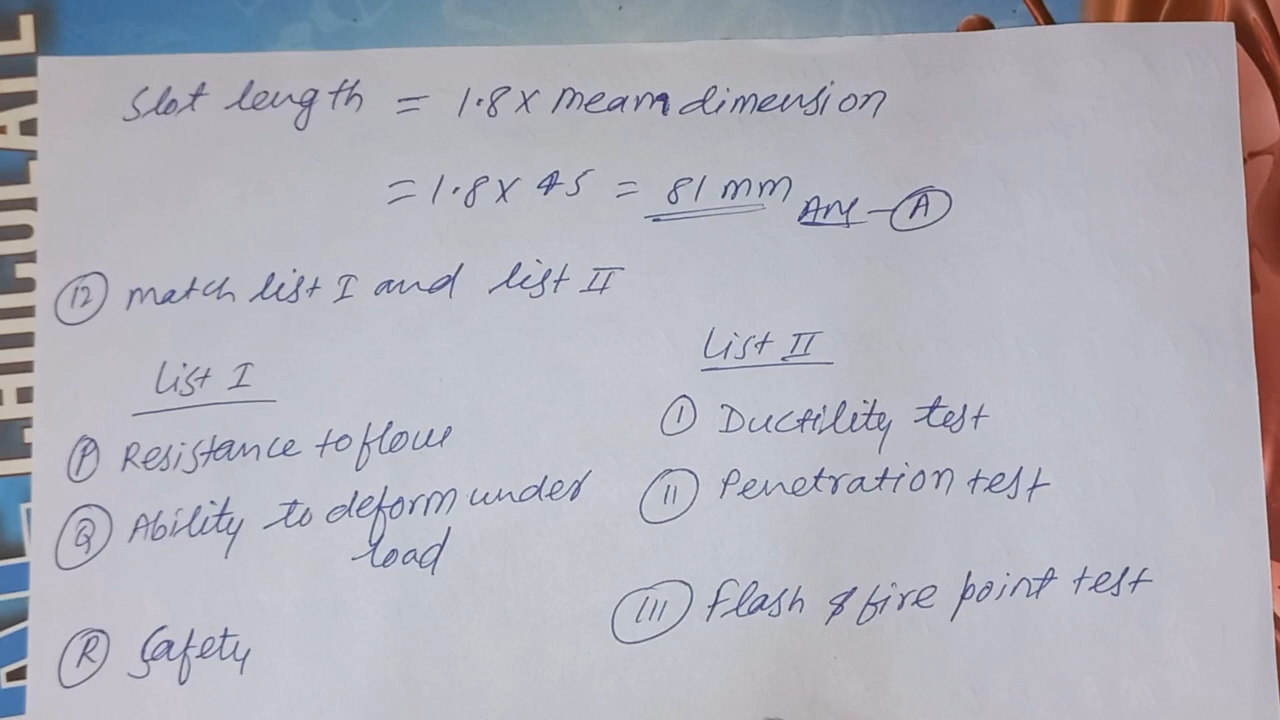 Slot length = 1.8 x mean dimension
= 1.8 x 45 = 81 mm Ans - A
12 Match list I and list II
List I
List II
P Resistance to flow
I Ductility test
Q Ability to deform under load
II Penetration test
R Safety
III Flash & fire point test